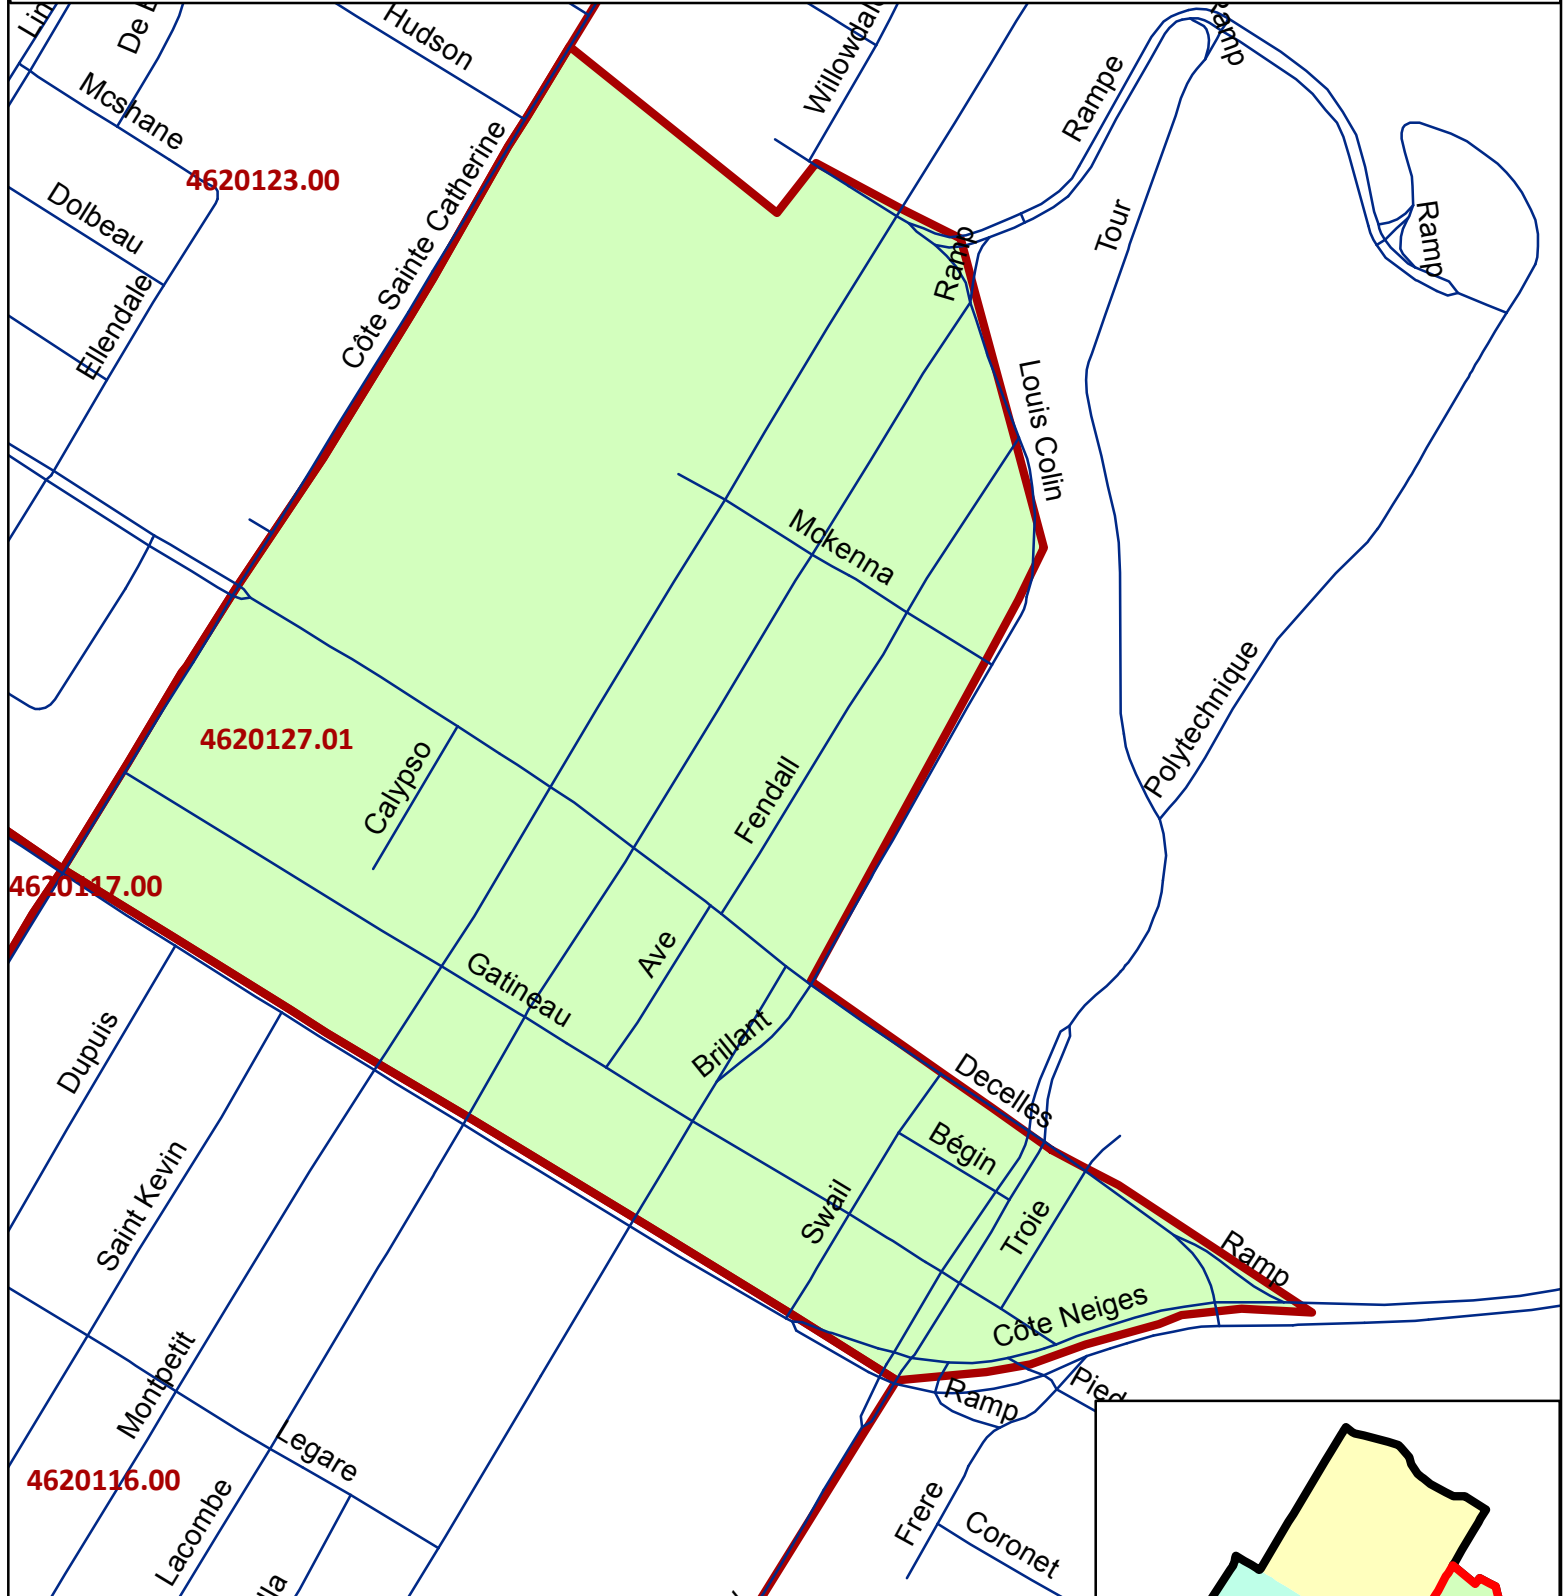 Hudson
Willowdale
Ramp
Rampe
Mcshane
4620123.00
Côte Sainte Catherine
Dolbeau
Tour
Ramp
Ramp
Ellendale
Louis Colin
Mckenna
Polytechnique
4620127.01
Calypso
Fendall
4620117.00
Ave
Gatineau
Brillant
Dupuis
Decelles
Bégin
Swail
Troie
Saint Kevin
Ramp
Côte Neiges
Montpetit
Ramp
Pied
Legare
4620116.00
Lacombe
Frere
Coronet